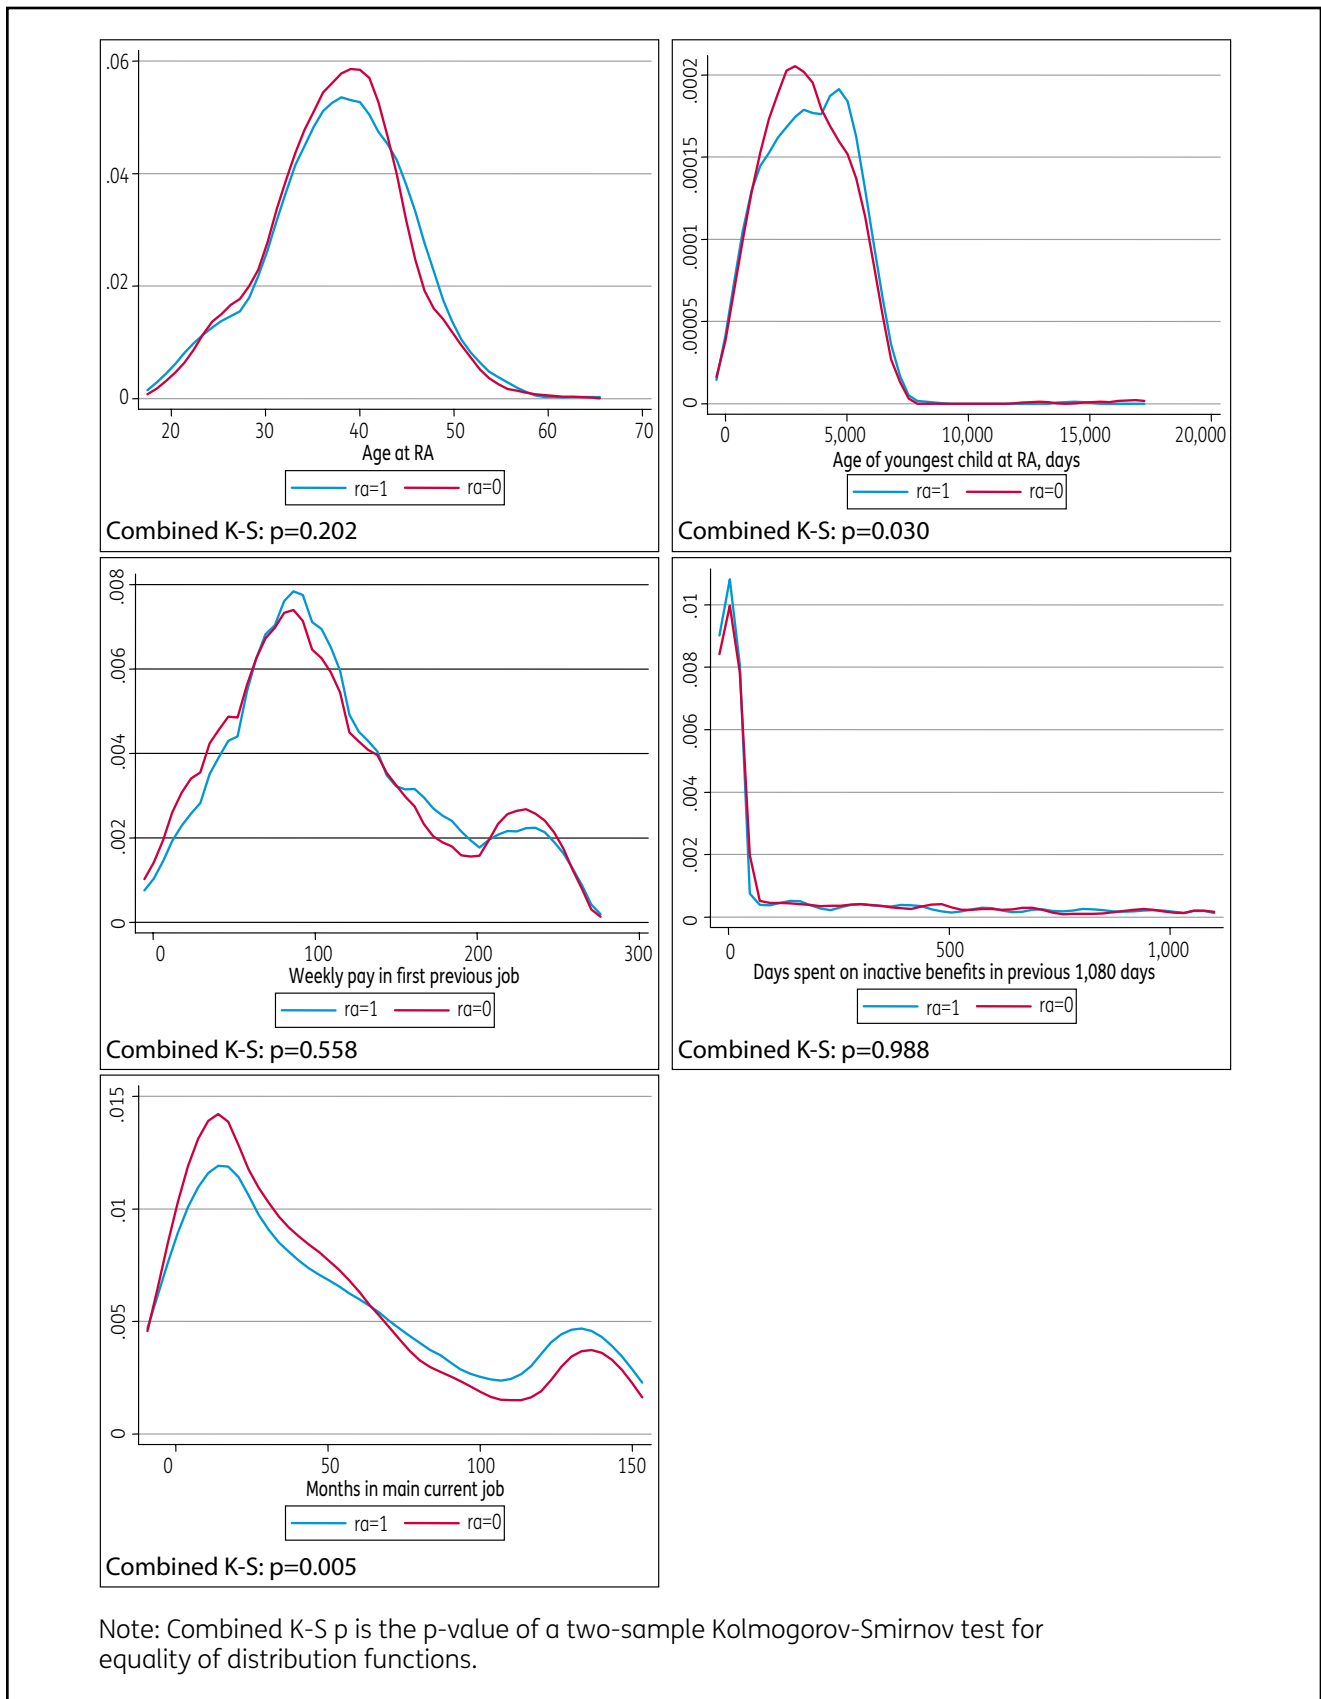 .06
.04
.02
0
20 30 40 50 60 70
Age at RA
ra=1 ra=0
Combined K-S: p=0.202
.0002
.00015
.0001
.00005
0
0 5,000 10,000 15,000 20,000
Age of youngest child at RA, days
ra=1 ra=0
Combined K-S: p=0.030
.008
.006
.004
.002
0
0 100 200 300
Weekly pay in first previous job
ra=1 ra=0
Combined K-S: p=0.558
.01
.008
.006
.004
.002
0
0 500 1,000
Days spent on inactive benefits in previous 1,080 days
ra=1 ra=0
Combined K-S: p=0.988
.015
.01
.005
0
0 50 100 150
Months in main current job
ra=1 ra=0
Combined K-S: p=0.005
Note: Combined K-S p is the p-value of a two-sample Kolmogorov-Smirnov test for
equality of distribution functions.